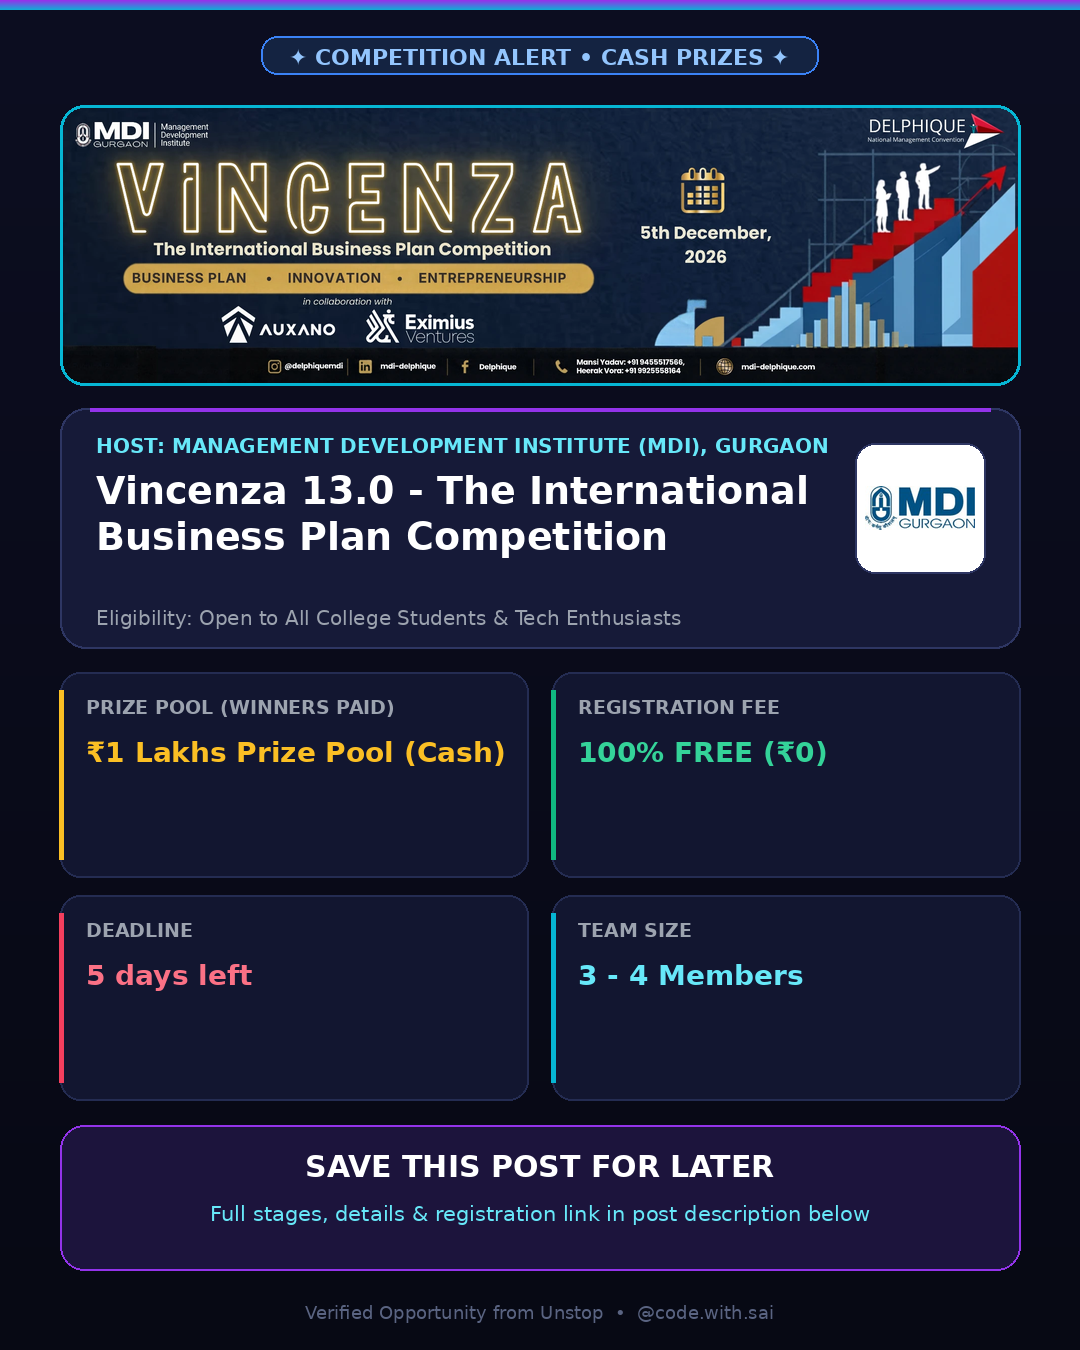 ✦ COMPETITION ALERT • CASH PRIZES ✦
MDI GURGAON
Management
Development
Institute
DELPHIQUE
National Management Convention
VINCENZA
The International Business Plan Competition
BUSINESS PLAN • INNOVATION • ENTREPRENEURSHIP
in collaboration with
AUXANO
Eximius
Ventures
5th December,
2026
@delphiquemdi
mdi-delphique
Delphique
Mansi Yadav: +91 9455517566,
Heerak Vora: +91 9925558164
mdi-delphique.com
HOST: MANAGEMENT DEVELOPMENT INSTITUTE (MDI), GURGAON
Vincenza 13.0 - The International
Business Plan Competition
MDI
GURGAON
Eligibility: Open to All College Students & Tech Enthusiasts
PRIZE POOL (WINNERS PAID)
₹1 Lakhs Prize Pool (Cash)
REGISTRATION FEE
100% FREE (₹0)
DEADLINE
5 days left
TEAM SIZE
3 - 4 Members
SAVE THIS POST FOR LATER
Full stages, details & registration link in post description below
Verified Opportunity from Unstop • @code.with.sai